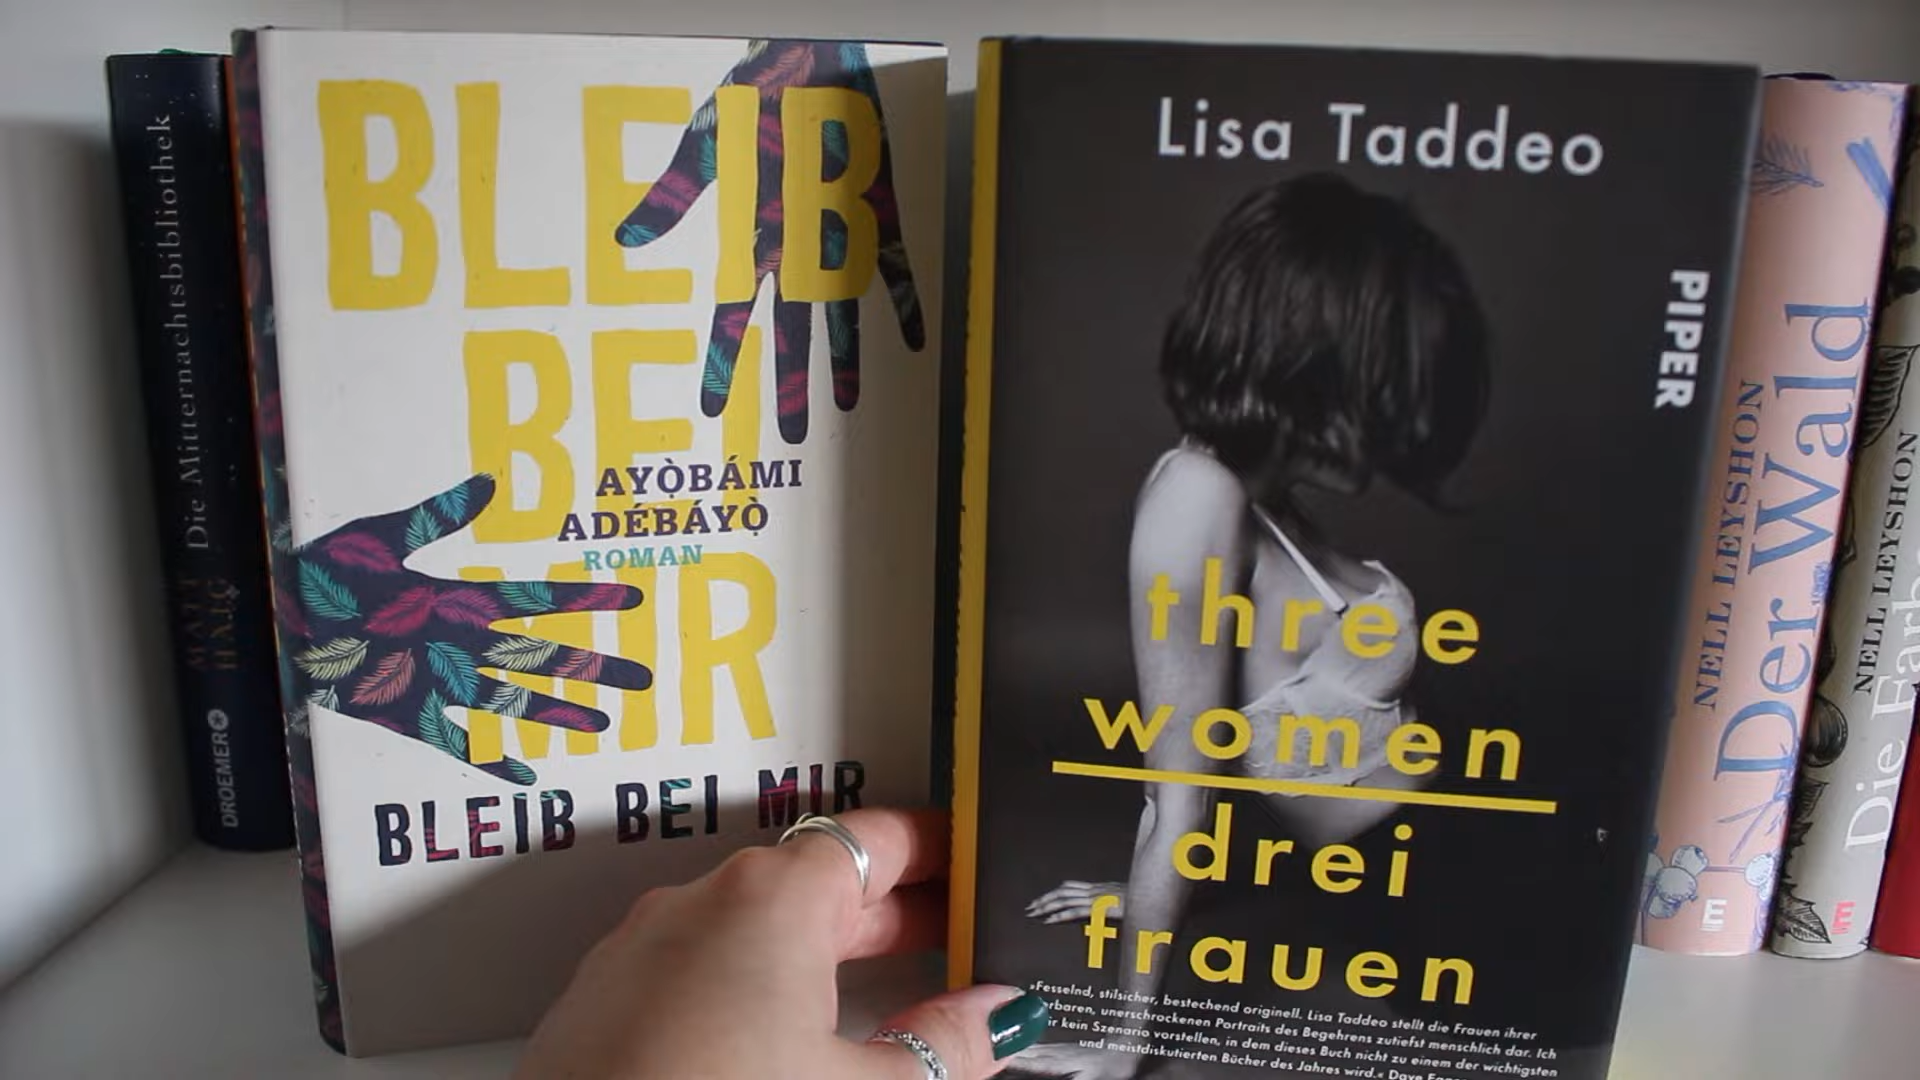 Die Mitternachtsbibliothek
MATT
HAIG
DROEMER
BLEIB
BEI
MIR
AYỌ̀BÁMI
ADÉBÁYỌ̀
ROMAN
BLEIB BEI MIR
Lisa Taddeo
PIPER
three
women
drei
frauen
»Fesselnd, stilsicher, bestechend originell. Lisa Taddeo stellt die Frauen ihrer
unerschrockenen Portraits des Begehrens zutiefst menschlich dar. Ich
kein Szenario vorstellen, in dem dieses Buch nicht zu einem der wichtigsten
und meistdiskutierten Bücher des Jahres wird.« Dave
NELL LEYSHON
Der Wald
E
NELL LEYSHON
Die
E